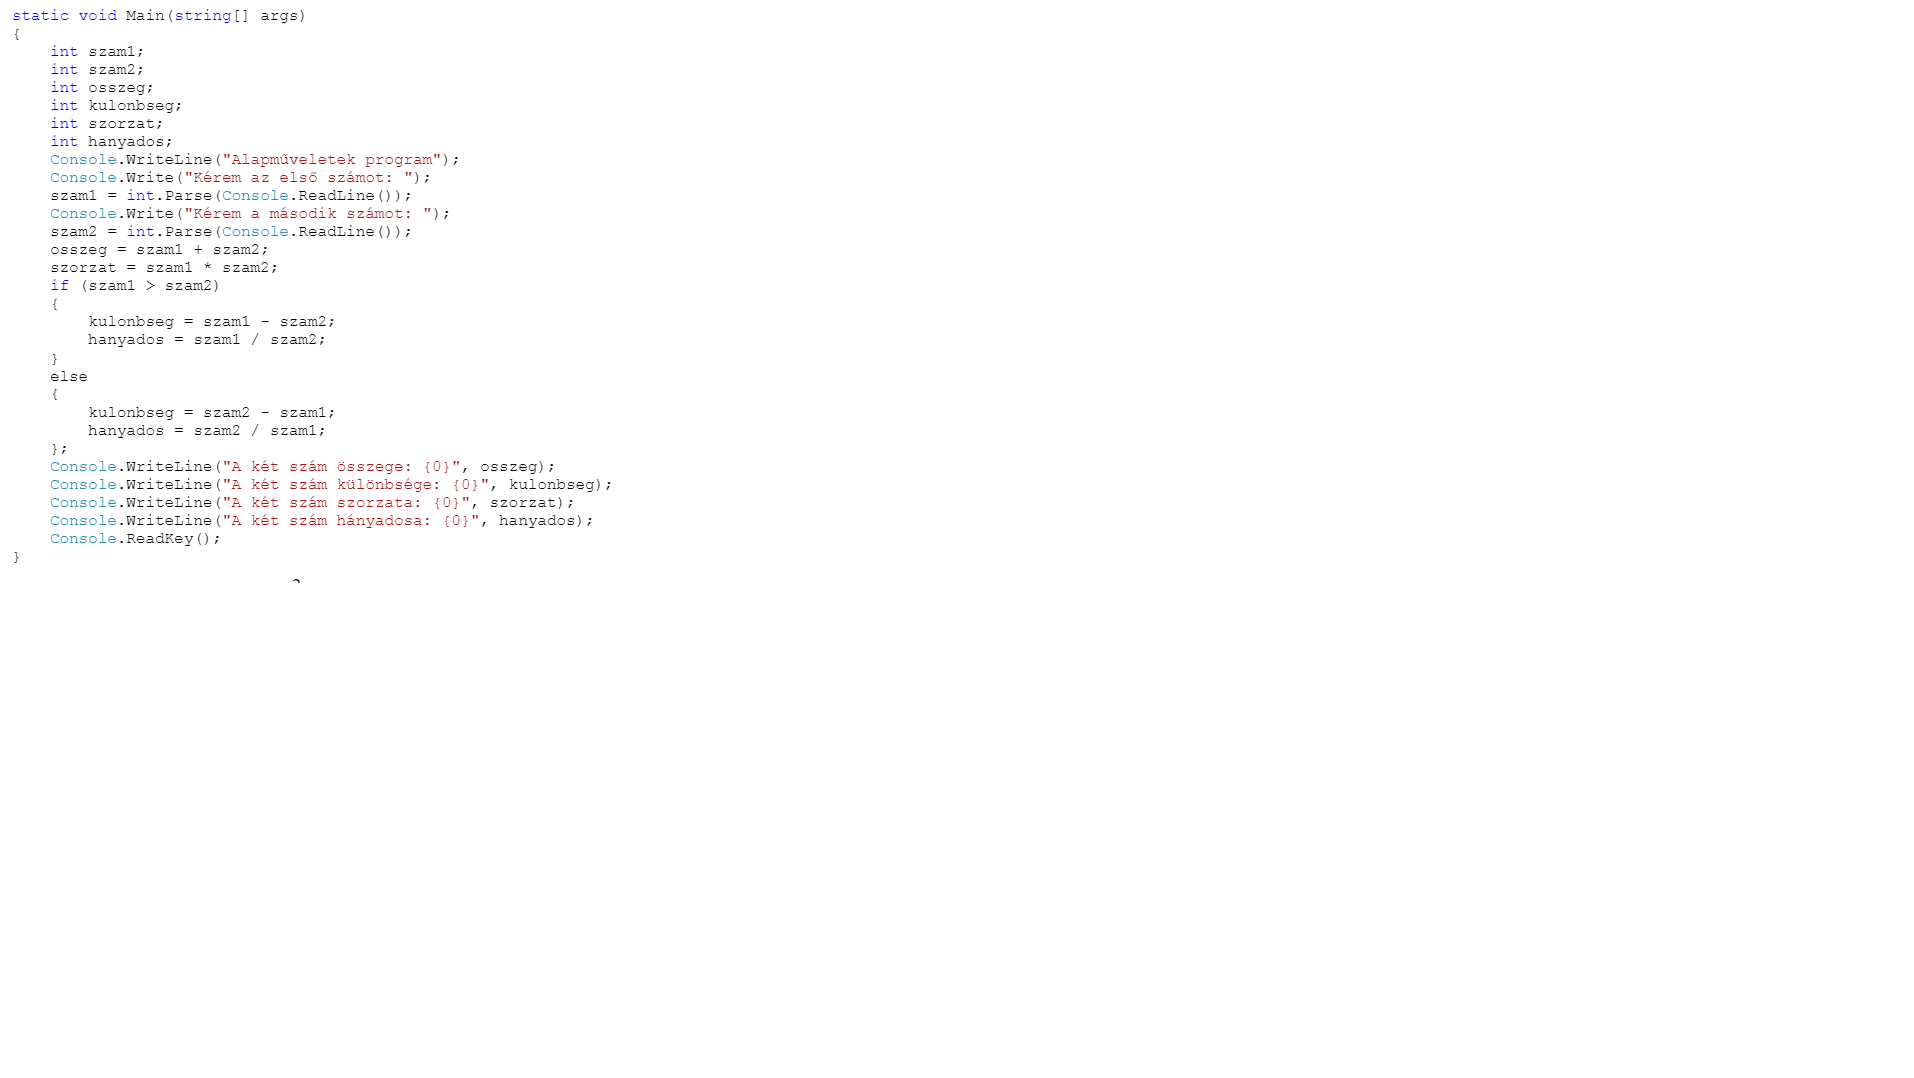 static void Main(string[] args)
{
    int szam1;
    int szam2;
    int osszeg;
    int kulonbseg;
    int szorzat;
    int hanyados;
    Console.WriteLine("Alapműveletek program");
    Console.Write("Kérem az első számot: ");
    szam1 = int.Parse(Console.ReadLine());
    Console.Write("Kérem a második számot: ");
    szam2 = int.Parse(Console.ReadLine());
    osszeg = szam1 + szam2;
    szorzat = szam1 * szam2;
    if (szam1 > szam2)
    {
        kulonbseg = szam1 - szam2;
        hanyados = szam1 / szam2;
    }
    else
    {
        kulonbseg = szam2 - szam1;
        hanyados = szam2 / szam1;
    };
    Console.WriteLine("A két szám összege: {0}", osszeg);
    Console.WriteLine("A két szám különbsége: {0}", kulonbseg);
    Console.WriteLine("A két szám szorzata: {0}", szorzat);
    Console.WriteLine("A két szám hányadosa: {0}", hanyados);
    Console.ReadKey();
}